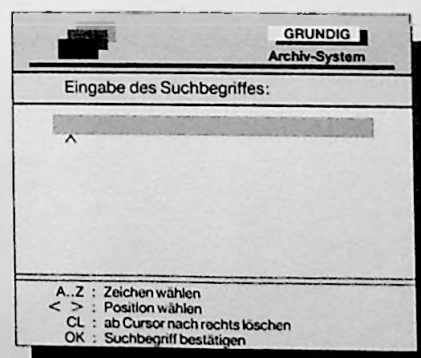 GRUNDIG
Archiv-System
Eingabe des Suchbegriffes:
^
A..Z : Zeichen wählen
< > : Position wählen
CL : ab Cursor nach rechts löschen
OK : Suchbegriff bestätigen